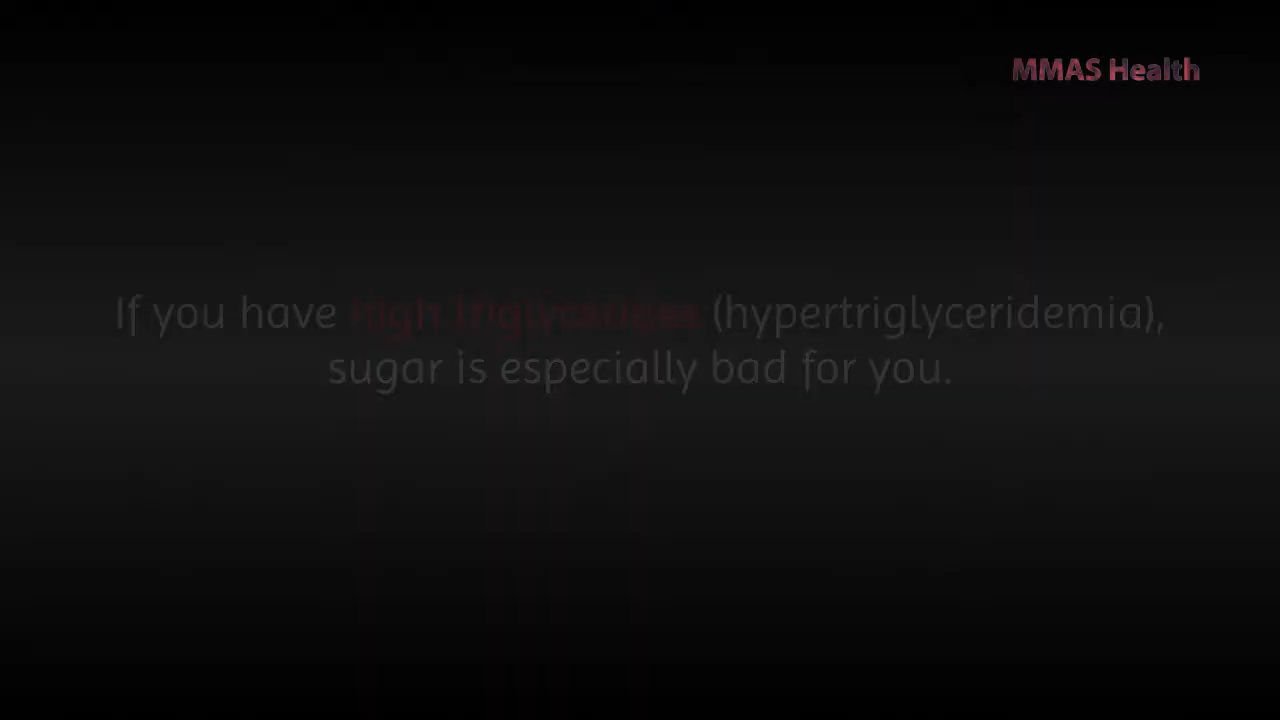 MMAS Health
If you have high triglycerides (hypertriglyceridemia),
sugar is especially bad for you.